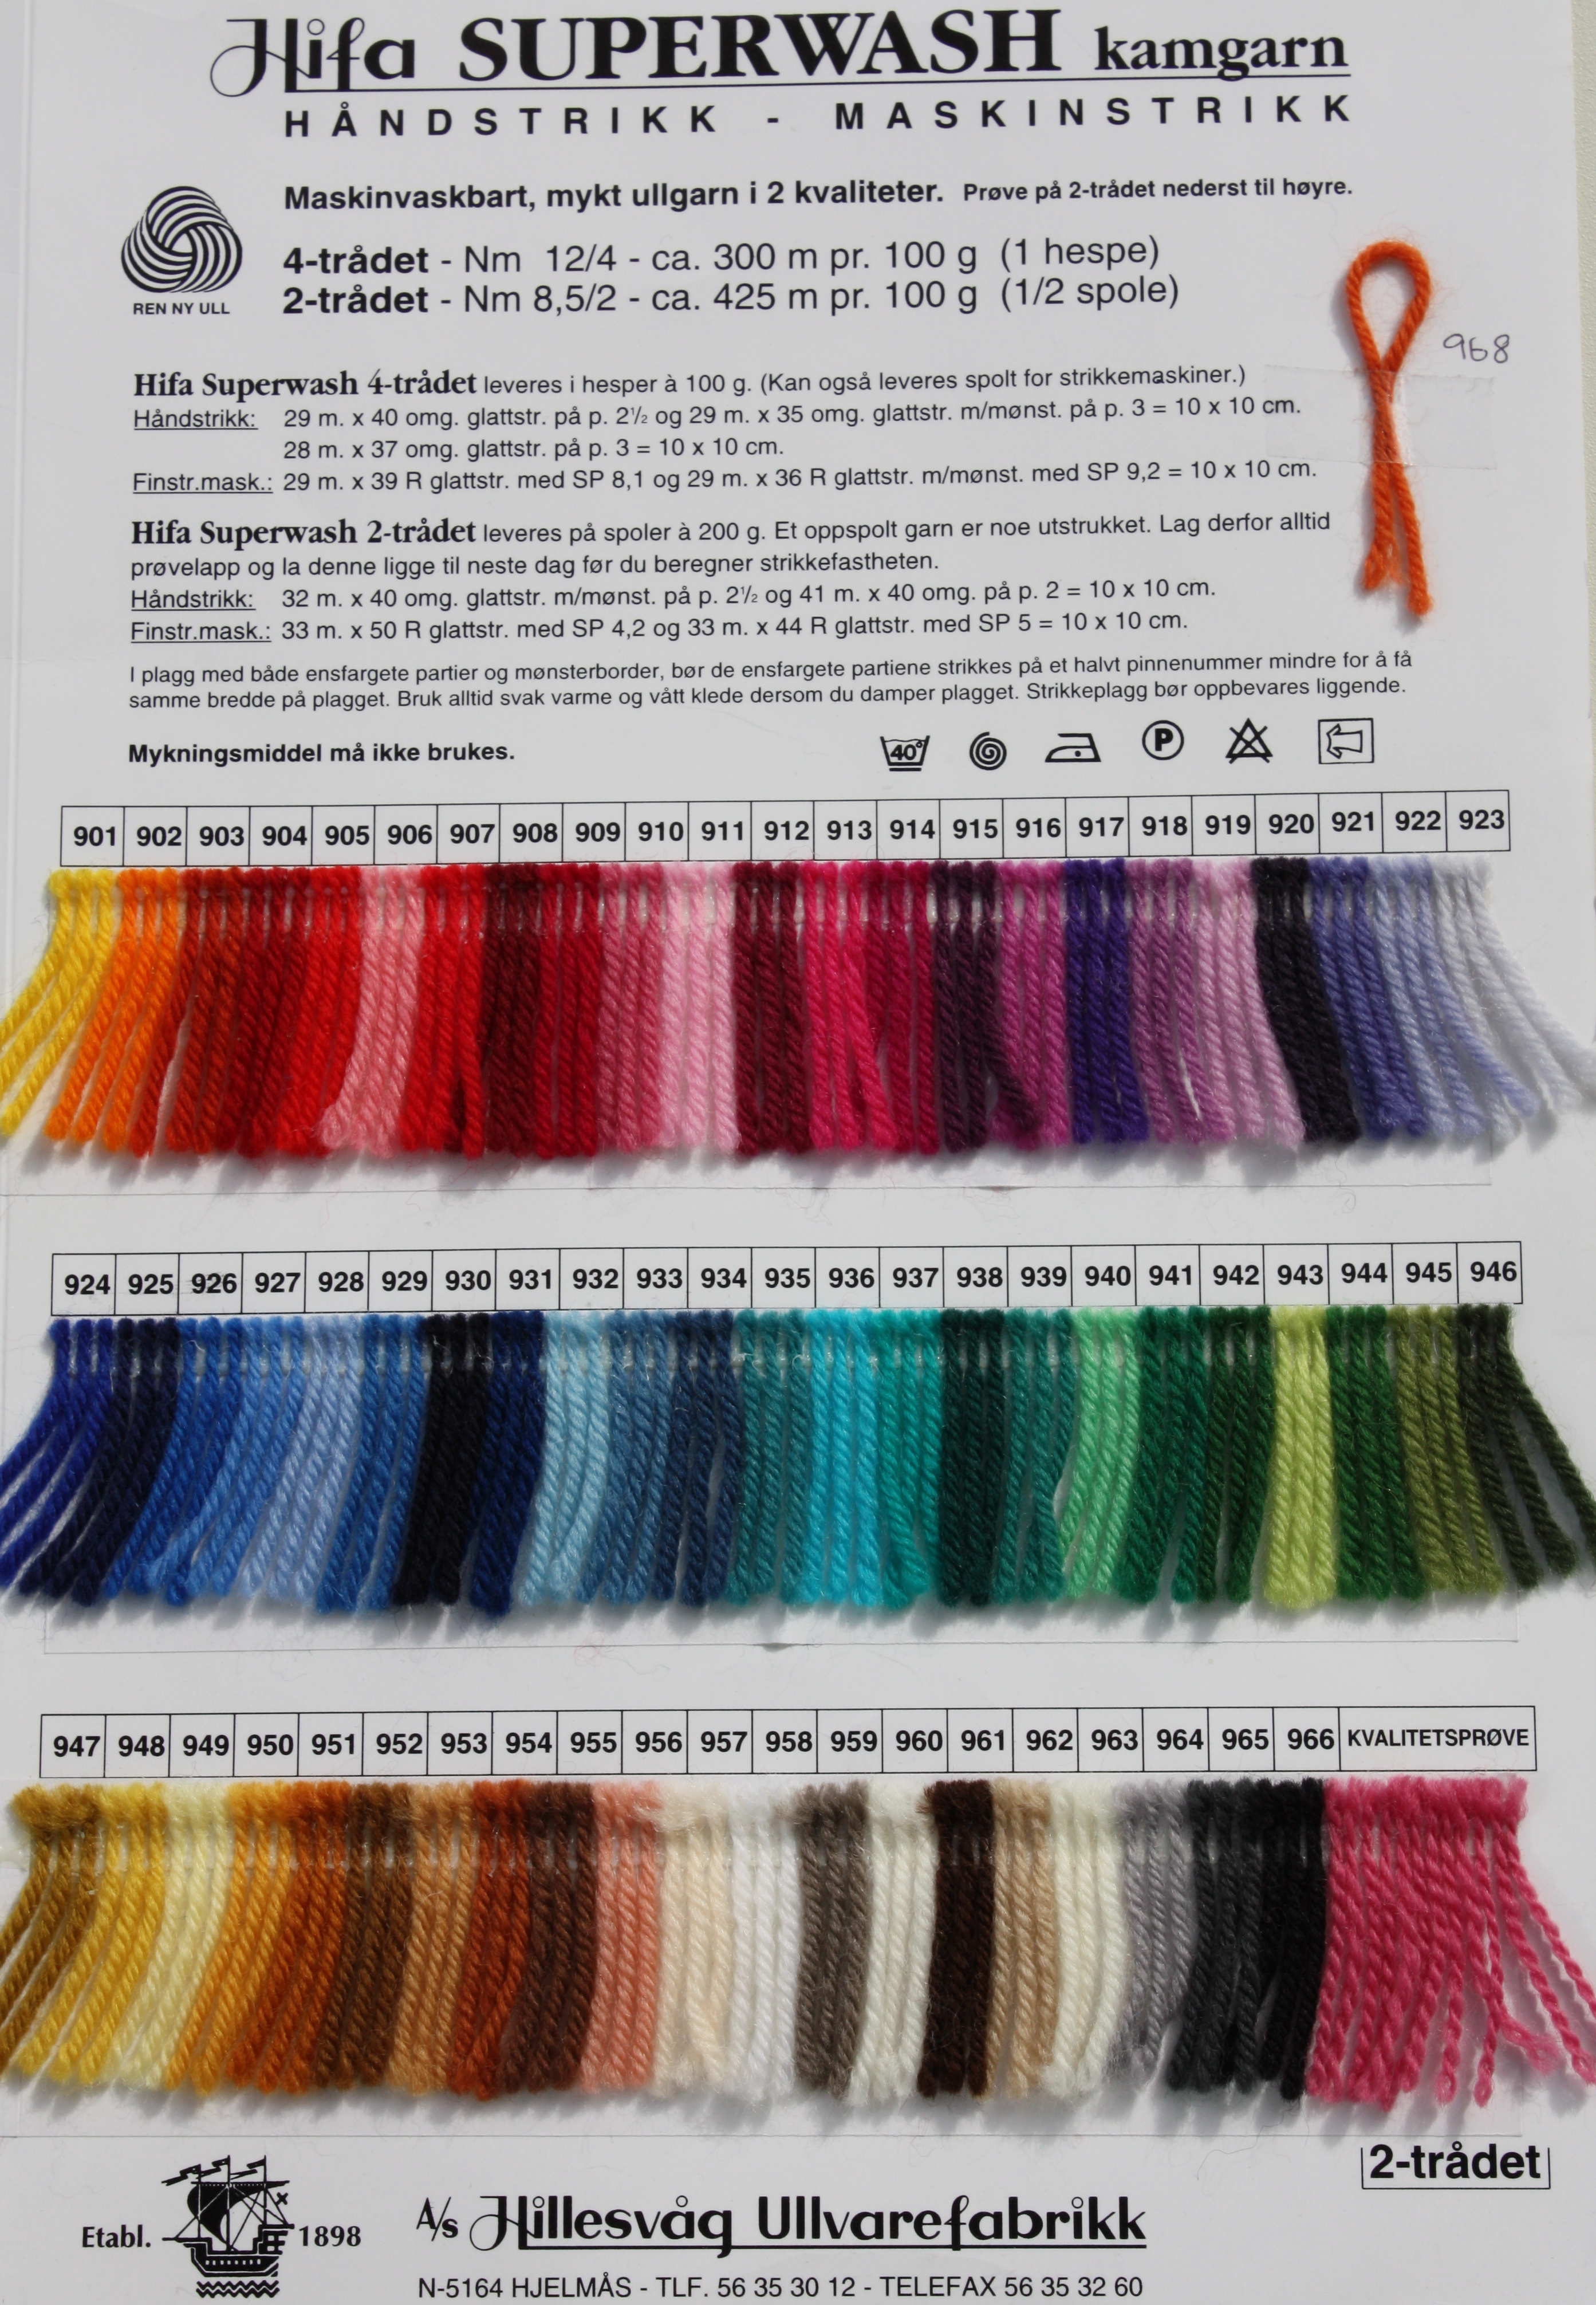 Hifa SUPERWASH kamgarn
HÅNDSTRIKK - MASKINSTRIKK
Maskinvaskbart, mykt ullgarn i 2 kvaliteter. Prøve på 2-trådet nederst til høyre.
4-trådet - Nm 12/4 - ca. 300 m pr. 100 g (1 hespe)
2-trådet - Nm 8,5/2 - ca. 425 m pr. 100 g (1/2 spole)
REN NY ULL
968
Hifa Superwash 4-trådet leveres i hesper à 100 g. (Kan også leveres spolt for strikkemaskiner.)
Håndstrikk: 29 m. x 40 omg. glattstr. på p. 2½ og 29 m. x 35 omg. glattstr. m/mønst. på p. 3 = 10 x 10 cm.
28 m. x 37 omg. glattstr. på p. 3 = 10 x 10 cm.
Finstr.mask.: 29 m. x 39 R glattstr. med SP 8,1 og 29 m. x 36 R glattstr. m/mønst. med SP 9,2 = 10 x 10 cm.
Hifa Superwash 2-trådet leveres på spoler à 200 g. Et oppspolt garn er noe utstrukket. Lag derfor alltid
prøvelapp og la denne ligge til neste dag før du beregner strikkefastheten.
Håndstrikk: 32 m. x 40 omg. glattstr. m/mønst. på p. 2½ og 41 m. x 40 omg. på p. 2 = 10 x 10 cm.
Finstr.mask.: 33 m. x 50 R glattstr. med SP 4,2 og 33 m. x 44 R glattstr. med SP 5 = 10 x 10 cm.
I plagg med både ensfargete partier og mønsterborder, bør de ensfargete partiene strikkes på et halvt pinnenummer mindre for å få
samme bredde på plagget. Bruk alltid svak varme og vått klede dersom du damper plagget. Strikkeplagg bør oppbevares liggende.
Mykningsmiddel må ikke brukes. 40° P
901 902 903 904 905 906 907 908 909 910 911 912 913 914 915 916 917 918 919 920 921 922 923
924 925 926 927 928 929 930 931 932 933 934 935 936 937 938 939 940 941 942 943 944 945 946
947 948 949 950 951 952 953 954 955 956 957 958 959 960 961 962 963 964 965 966 KVALITETSPRØVE
2-trådet
Etabl. 1898
A/s Hillesvåg Ullvarefabrikk
N-5164 HJELMÅS - TLF. 56 35 30 12 - TELEFAX 56 35 32 60